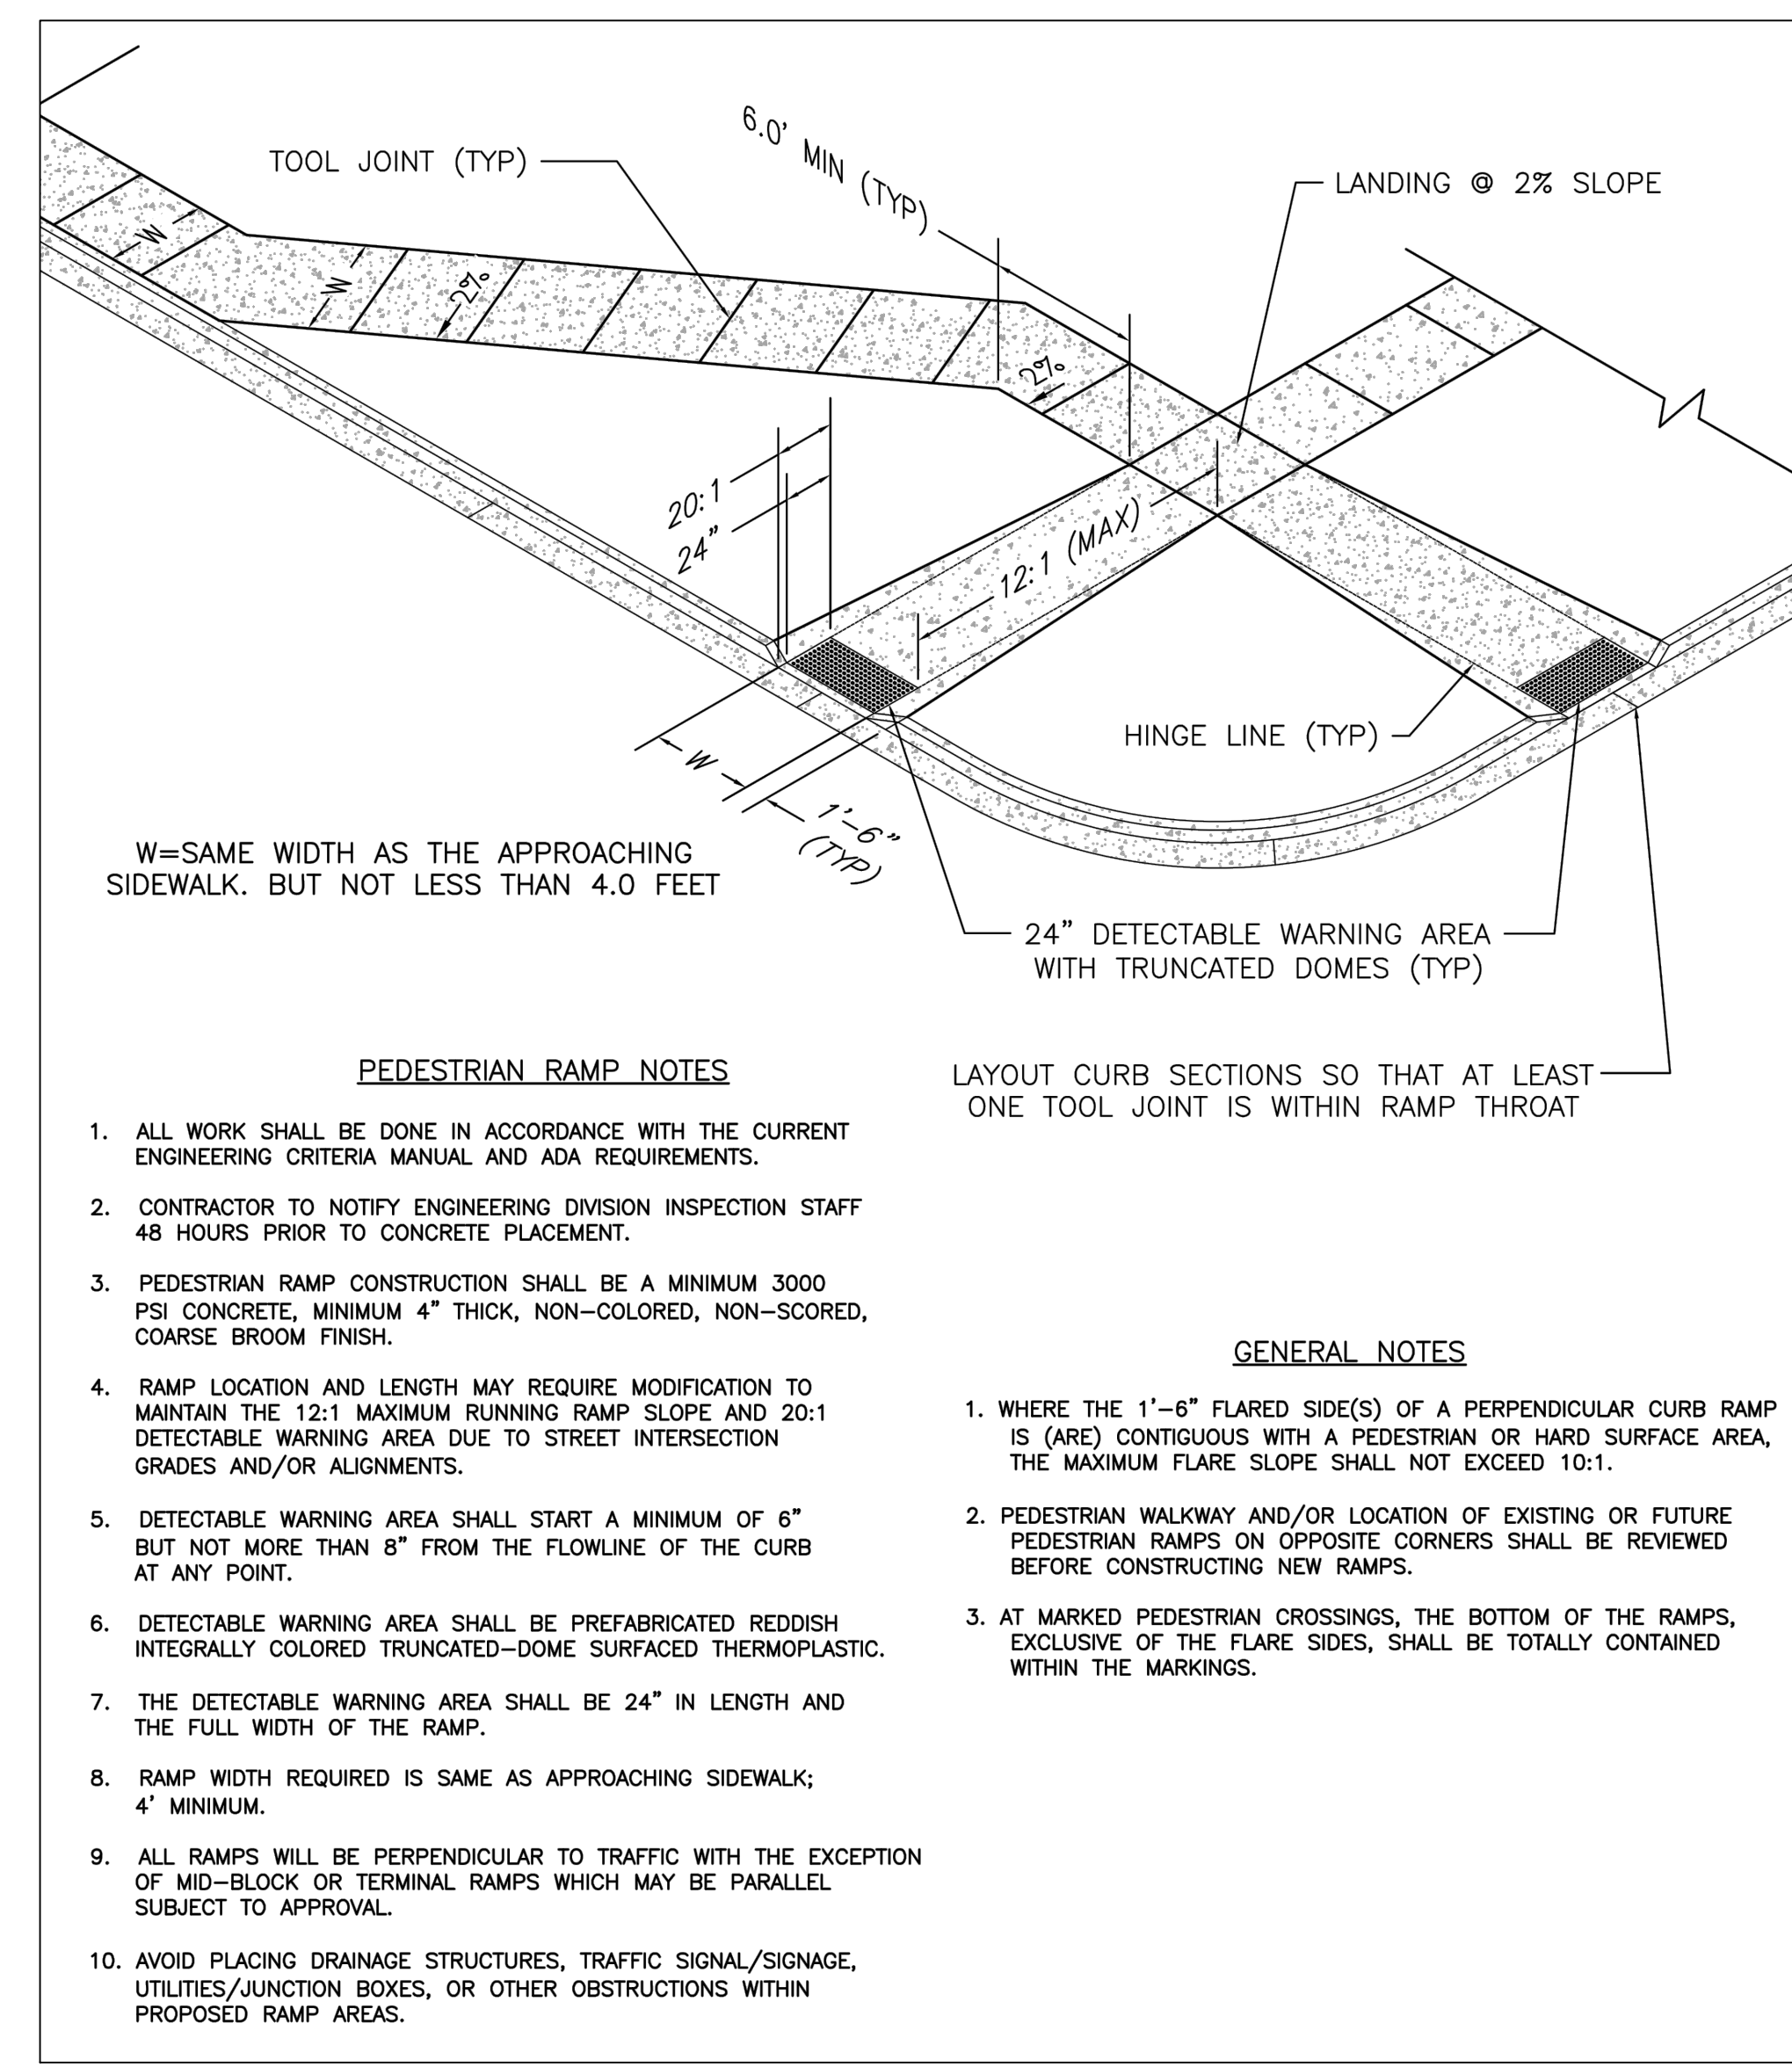 6.0' MIN (TYP)
TOOL JOINT (TYP)
LANDING @ 2% SLOPE
W
W
2%
2%
20:1
24"
12:1 (MAX)
HINGE LINE (TYP)
W
1'-6"
(TYP)
W=SAME WIDTH AS THE APPROACHING
SIDEWALK. BUT NOT LESS THAN 4.0 FEET
24" DETECTABLE WARNING AREA
WITH TRUNCATED DOMES (TYP)
LAYOUT CURB SECTIONS SO THAT AT LEAST
ONE TOOL JOINT IS WITHIN RAMP THROAT
PEDESTRIAN RAMP NOTES
1. ALL WORK SHALL BE DONE IN ACCORDANCE WITH THE CURRENT
ENGINEERING CRITERIA MANUAL AND ADA REQUIREMENTS.
2. CONTRACTOR TO NOTIFY ENGINEERING DIVISION INSPECTION STAFF
48 HOURS PRIOR TO CONCRETE PLACEMENT.
3. PEDESTRIAN RAMP CONSTRUCTION SHALL BE A MINIMUM 3000
PSI CONCRETE, MINIMUM 4" THICK, NON-COLORED, NON-SCORED,
COARSE BROOM FINISH.
4. RAMP LOCATION AND LENGTH MAY REQUIRE MODIFICATION TO
MAINTAIN THE 12:1 MAXIMUM RUNNING RAMP SLOPE AND 20:1
DETECTABLE WARNING AREA DUE TO STREET INTERSECTION
GRADES AND/OR ALIGNMENTS.
5. DETECTABLE WARNING AREA SHALL START A MINIMUM OF 6"
BUT NOT MORE THAN 8" FROM THE FLOWLINE OF THE CURB
AT ANY POINT.
6. DETECTABLE WARNING AREA SHALL BE PREFABRICATED REDDISH
INTEGRALLY COLORED TRUNCATED-DOME SURFACED THERMOPLASTIC.
7. THE DETECTABLE WARNING AREA SHALL BE 24" IN LENGTH AND
THE FULL WIDTH OF THE RAMP.
8. RAMP WIDTH REQUIRED IS SAME AS APPROACHING SIDEWALK;
4' MINIMUM.
9. ALL RAMPS WILL BE PERPENDICULAR TO TRAFFIC WITH THE EXCEPTION
OF MID-BLOCK OR TERMINAL RAMPS WHICH MAY BE PARALLEL
SUBJECT TO APPROVAL.
10. AVOID PLACING DRAINAGE STRUCTURES, TRAFFIC SIGNAL/SIGNAGE,
UTILITIES/JUNCTION BOXES, OR OTHER OBSTRUCTIONS WITHIN
PROPOSED RAMP AREAS.
GENERAL NOTES
1. WHERE THE 1'-6" FLARED SIDE(S) OF A PERPENDICULAR CURB RAMP
IS (ARE) CONTIGUOUS WITH A PEDESTRIAN OR HARD SURFACE AREA,
THE MAXIMUM FLARE SLOPE SHALL NOT EXCEED 10:1.
2. PEDESTRIAN WALKWAY AND/OR LOCATION OF EXISTING OR FUTURE
PEDESTRIAN RAMPS ON OPPOSITE CORNERS SHALL BE REVIEWED
BEFORE CONSTRUCTING NEW RAMPS.
3. AT MARKED PEDESTRIAN CROSSINGS, THE BOTTOM OF THE RAMPS,
EXCLUSIVE OF THE FLARE SIDES, SHALL BE TOTALLY CONTAINED
WITHIN THE MARKINGS.